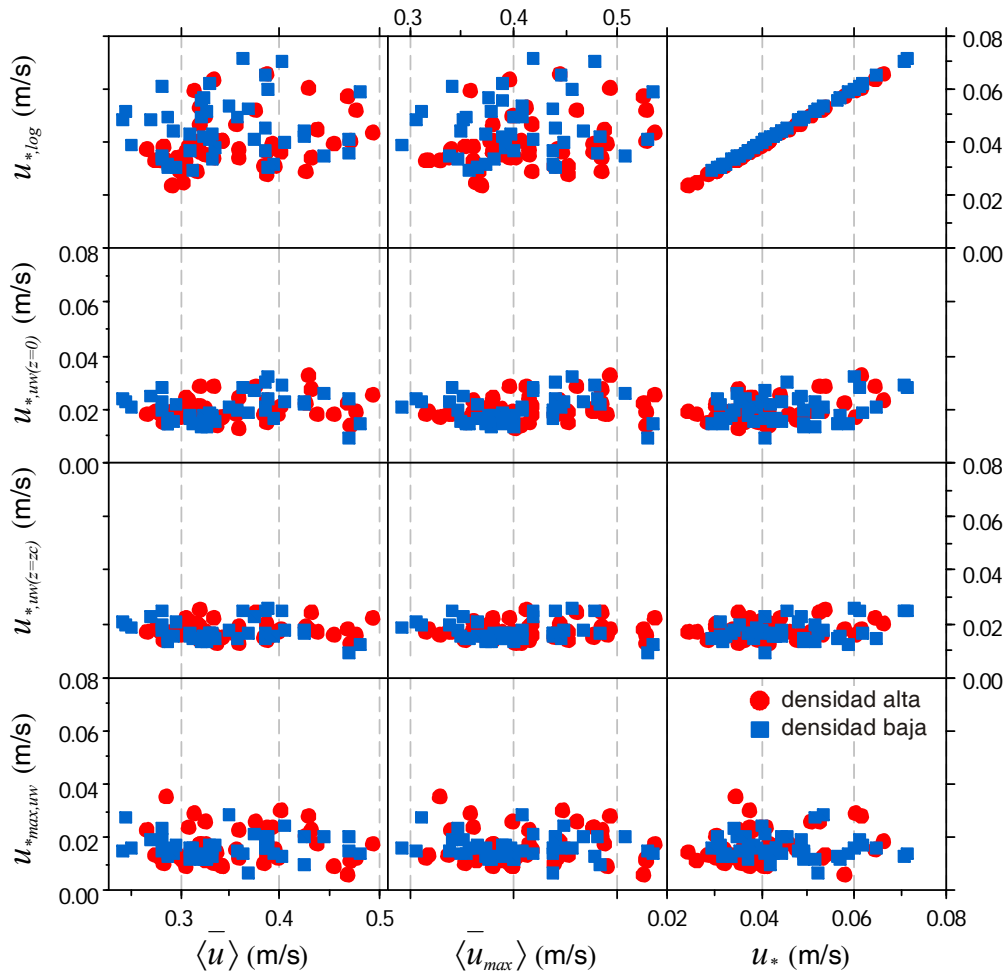 0.3 0.4 0.5
u*,log (m/s)
0.08
0.06
0.04
0.02
0.00
u*,uw(z=0) (m/s)
0.08
0.06
0.04
0.02
0.00
u*,uw(z=zc) (m/s)
0.08
0.06
0.04
0.02
0.00
u*max,uw (m/s)
0.08
0.06
0.04
0.02
0.00
densidad alta
densidad baja
0.3 0.4 0.5 0.02 0.04 0.06 0.08
⟨u̅⟩ (m/s) ⟨u̅max⟩ (m/s) u* (m/s)